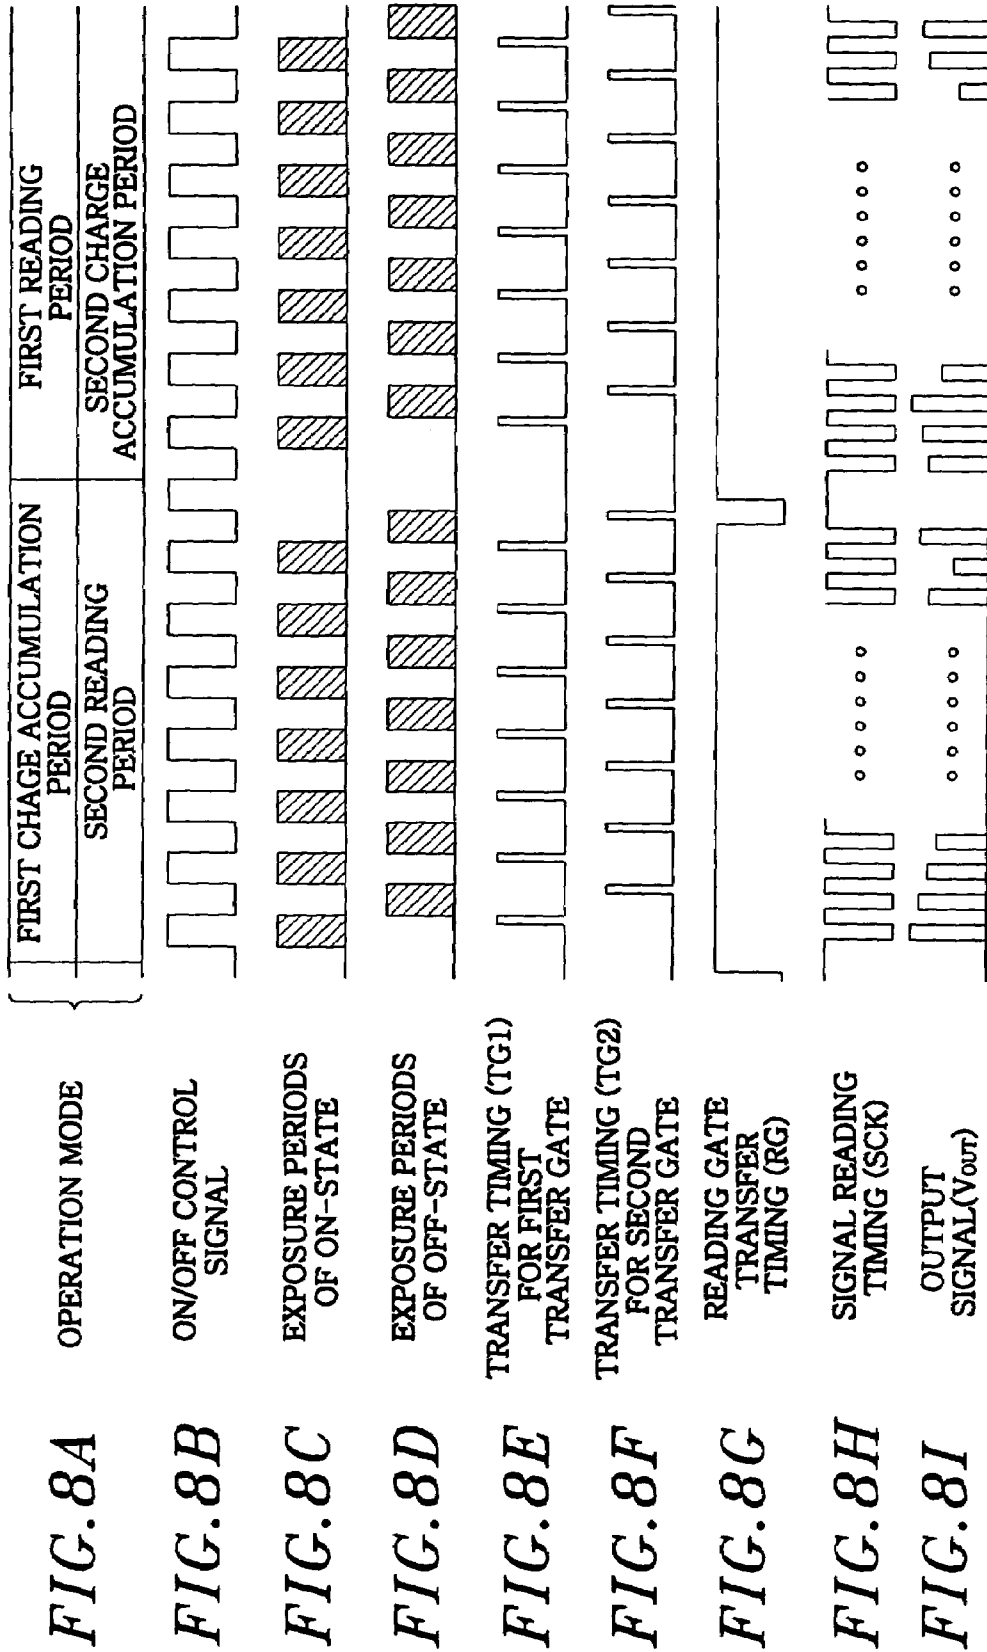 FIG.8A
OPERATION MODE
FIRST CHAGE ACCUMULATION
PERIOD
FIRST READING
PERIOD
SECOND READING
PERIOD
SECOND CHARGE
ACCUMULATION PERIOD
FIG.8B
ON/OFF CONTROL
SIGNAL
FIG.8C
EXPOSURE PERIODS
OF ON-STATE
FIG.8D
EXPOSURE PERIODS
OF OFF-STATE
FIG.8E
TRANSFER TIMING (TG1)
FOR FIRST
TRANSFER GATE
FIG.8F
TRANSFER TIMING (TG2)
FOR SECOND
TRANSFER GATE
FIG.8G
READING GATE
TRANSFER
TIMING (RG)
FIG.8H
SIGNAL READING
TIMING (SCK)
FIG.8I
OUTPUT
SIGNAL(VOUT)